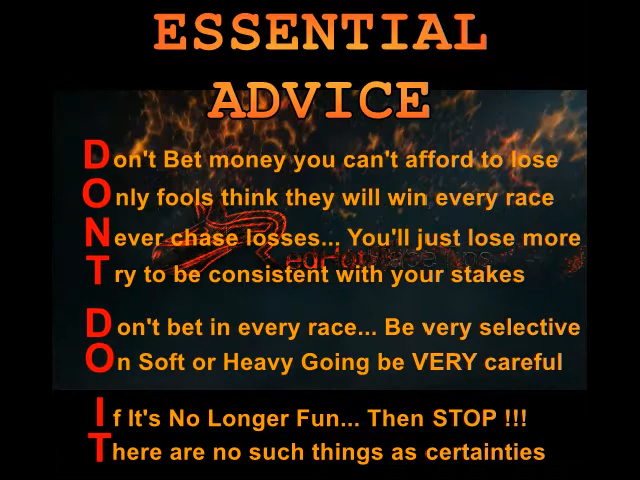 ESSENTIAL
ADVICE
Don't Bet money you can't afford to lose
Only fools think they will win every race
Never chase losses... You'll just lose more
Try to be consistent with your stakes
Don't bet in every race... Be very selective
On Soft or Heavy Going be VERY careful
If It's No Longer Fun... Then STOP !!!
There are no such things as certainties